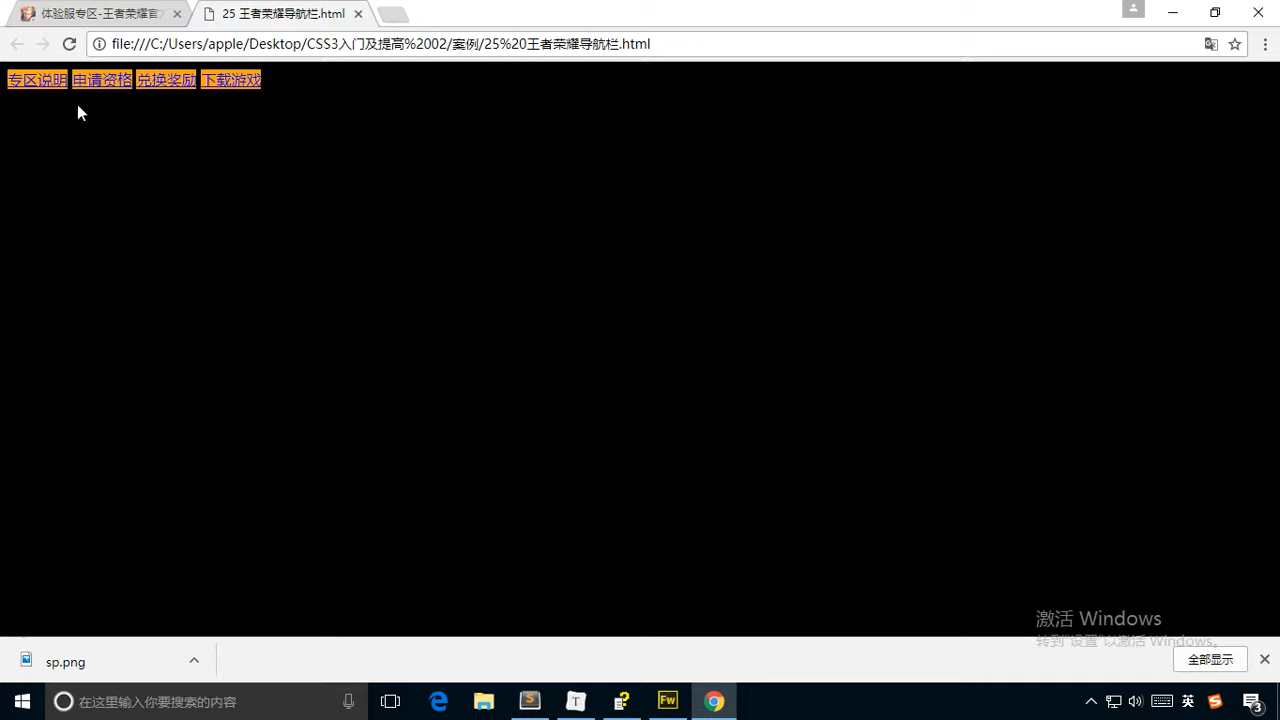 体验服专区-王者荣耀官
25 王者荣耀导航栏.html
file:///C:/Users/apple/Desktop/CSS3入门及提高%2002/案例/25%20王者荣耀导航栏.html
专区说明 申请资格 兑换奖励 下载游戏
激活 Windows
转到"设置"以激活 Windows。
sp.png
全部显示
在这里输入你要搜索的内容
Fw
英
3